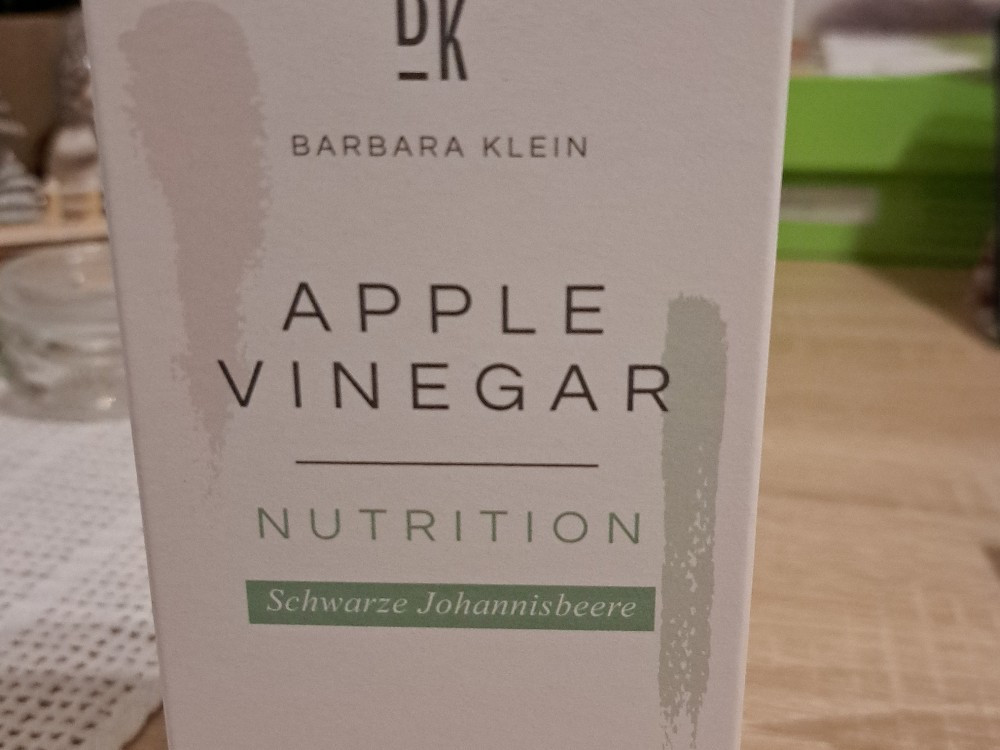 BK
BARBARA KLEIN
APPLE
VINEGAR
NUTRITION
Schwarze Johannisbeere